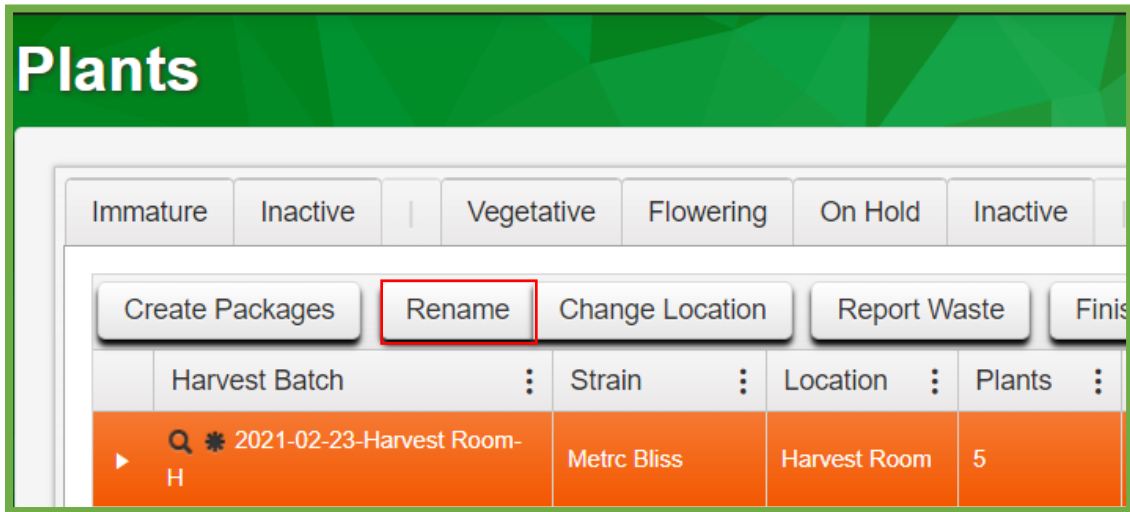 Plants
Immature Inactive | Vegetative Flowering On Hold Inactive
Create Packages Rename Change Location Report Waste
Harvest Batch Strain Location Plants
2021-02-23-Harvest Room-
H Metrc Bliss Harvest Room 5